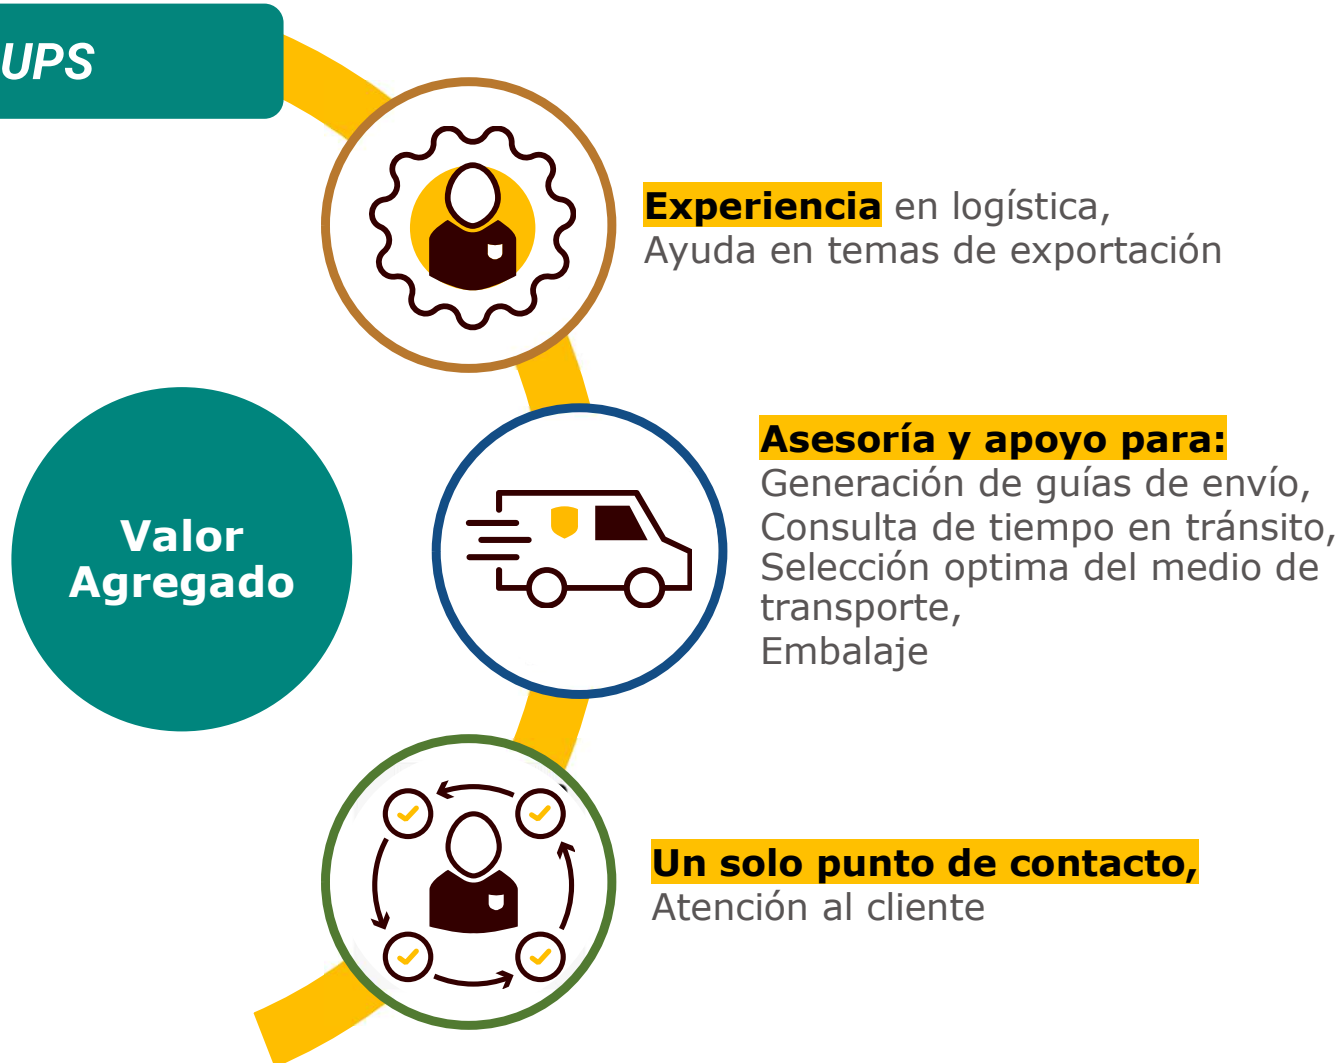 UPS
Experiencia en logística,
Ayuda en temas de exportación
Valor
Agregado
Asesoría y apoyo para:
Generación de guías de envío,
Consulta de tiempo en tránsito,
Selección optima del medio de
transporte,
Embalaje
Un solo punto de contacto,
Atención al cliente